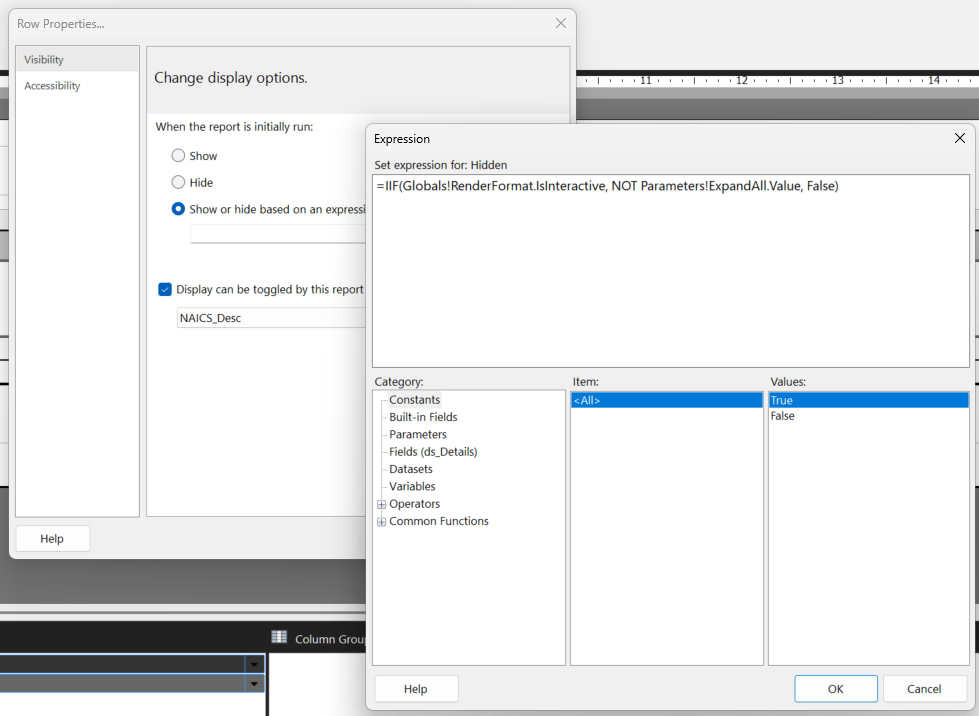 Row Properties...
Visibility
Accessibility
Change display options.
When the report is initially run:
Show
Hide
Show or hide based on an expressi
Display can be toggled by this report
NAICS_Desc
Help
11
12
13
14
Expression
Set expression for: Hidden
=IIF(Globals!RenderFormat.IsInteractive, NOT Parameters!ExpandAll.Value, False)
Category:
Constants
Built-in Fields
Parameters
Fields (ds_Details)
Datasets
Variables
Operators
Common Functions
Item:
<All>
Values:
True
False
Help
OK
Cancel
Column Grou